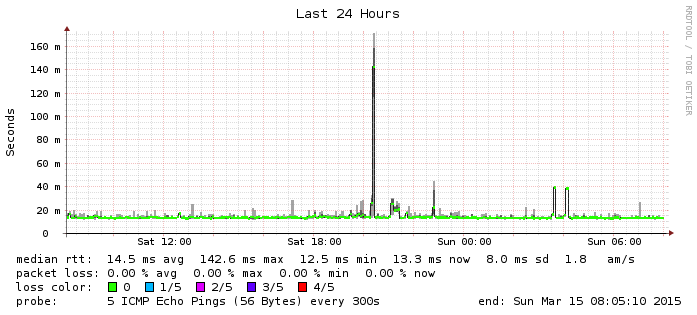 Last 24 Hours
RRDTOOL / TOBI OETIKER
Seconds
160 m
140 m
120 m
100 m
80 m
60 m
40 m
20 m
0
Sat 12:00 Sat 18:00 Sun 00:00 Sun 06:00
median rtt: 14.5 ms avg 142.6 ms max 12.5 ms min 13.3 ms now 8.0 ms sd 1.8 am/s
packet loss: 0.00 % avg 0.00 % max 0.00 % min 0.00 % now
loss color: 0 1/5 2/5 3/5 4/5
probe: 5 ICMP Echo Pings (56 Bytes) every 300s end: Sun Mar 15 08:05:10 2015